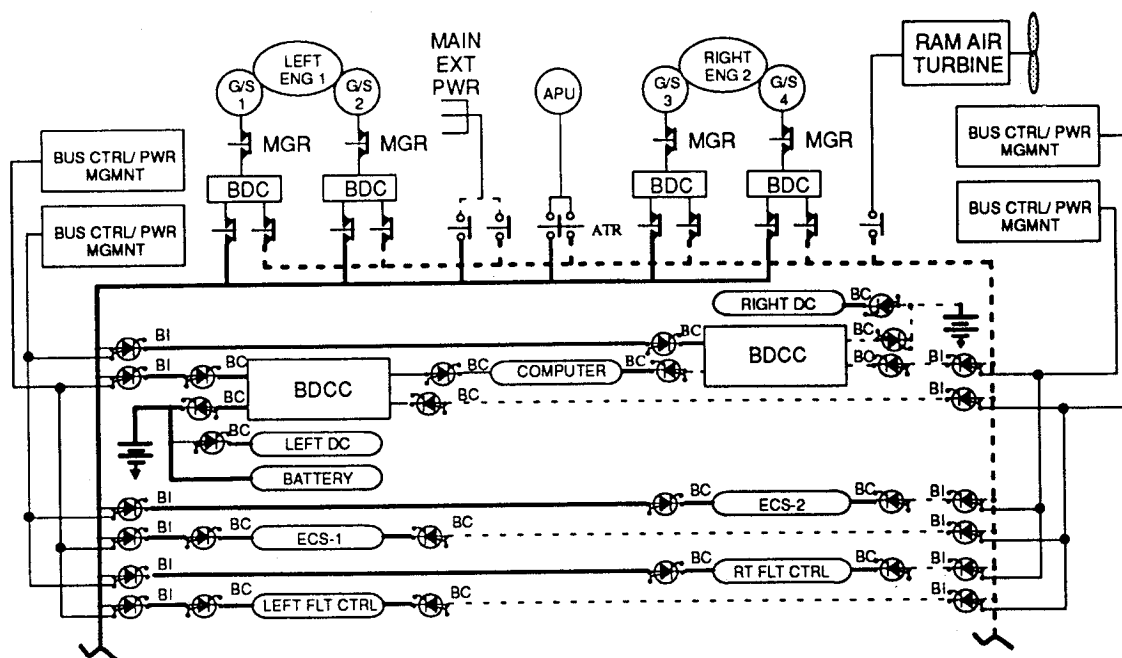 MAIN
EXT
PWR
LEFT
ENG 1
G/S
1
G/S
2
APU
RIGHT
ENG 2
G/S
3
G/S
4
RAM AIR
TURBINE
MGR
MGR
MGR
MGR
BUS CTRL/ PWR
MGMNT
BUS CTRL/ PWR
MGMNT
BUS CTRL/ PWR
MGMNT
BUS CTRL/ PWR
MGMNT
BDC
BDC
BDC
BDC
ATR
RIGHT DC
BC
BI
BC
BDCC
BC
BI
BC
BDCC
BC
COMPUTER
BC
BO
BI
BC
BC
BI
BC
LEFT DC
BATTERY
BI
BC
ECS-2
BC
BI
BI
BC
ECS-1
BC
BI
BI
BC
RT FLT CTRL
BC
BI
BI
BC
LEFT FLT CTRL
BC
BI